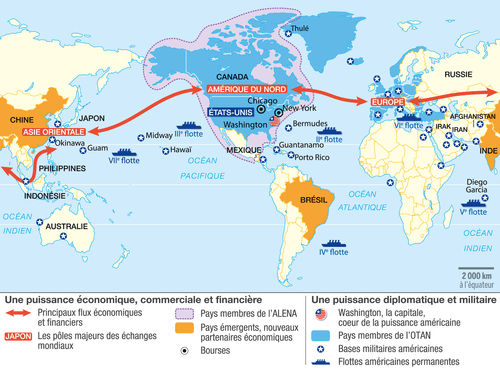 Thulé
RUSSIE
CANADA
AMÉRIQUE DU NORD
EUROPE
CHINE
JAPON
ASIE ORIENTALE
Okinawa
Guam
PHILIPPINES
INDONÉSIE
AUSTRALIE
OCÉAN
INDIEN
VIIᵉ flotte
Midway
Hawaï
IIIᵉ flotte
OCÉAN
PACIFIQUE
ÉTATS-UNIS
Chicago
New York
Washington
MEXIQUE
Bermudes
IIᵉ flotte
Guantanamo
Porto Rico
BRÉSIL
OCÉAN
ATLANTIQUE
IVᵉ flotte
VIᵉ flotte
AFGHANISTAN
IRAK
IRAN
INDE
Diego
Garcia
Vᵉ flotte
OCÉAN
INDIEN
2 000 km
à l'équateur
Une puissance économique, commerciale et financière
Principaux flux économiques
et financiers
JAPON
Les pôles majeurs des échanges
mondiaux
Pays membres de l'ALENA
Pays émergents, nouveaux
partenaires économiques
Bourses
Une puissance diplomatique et militaire
Washington, la capitale,
coeur de la puissance américaine
Pays membres de l'OTAN
Bases militaires américaines
Flottes américaines permanentes